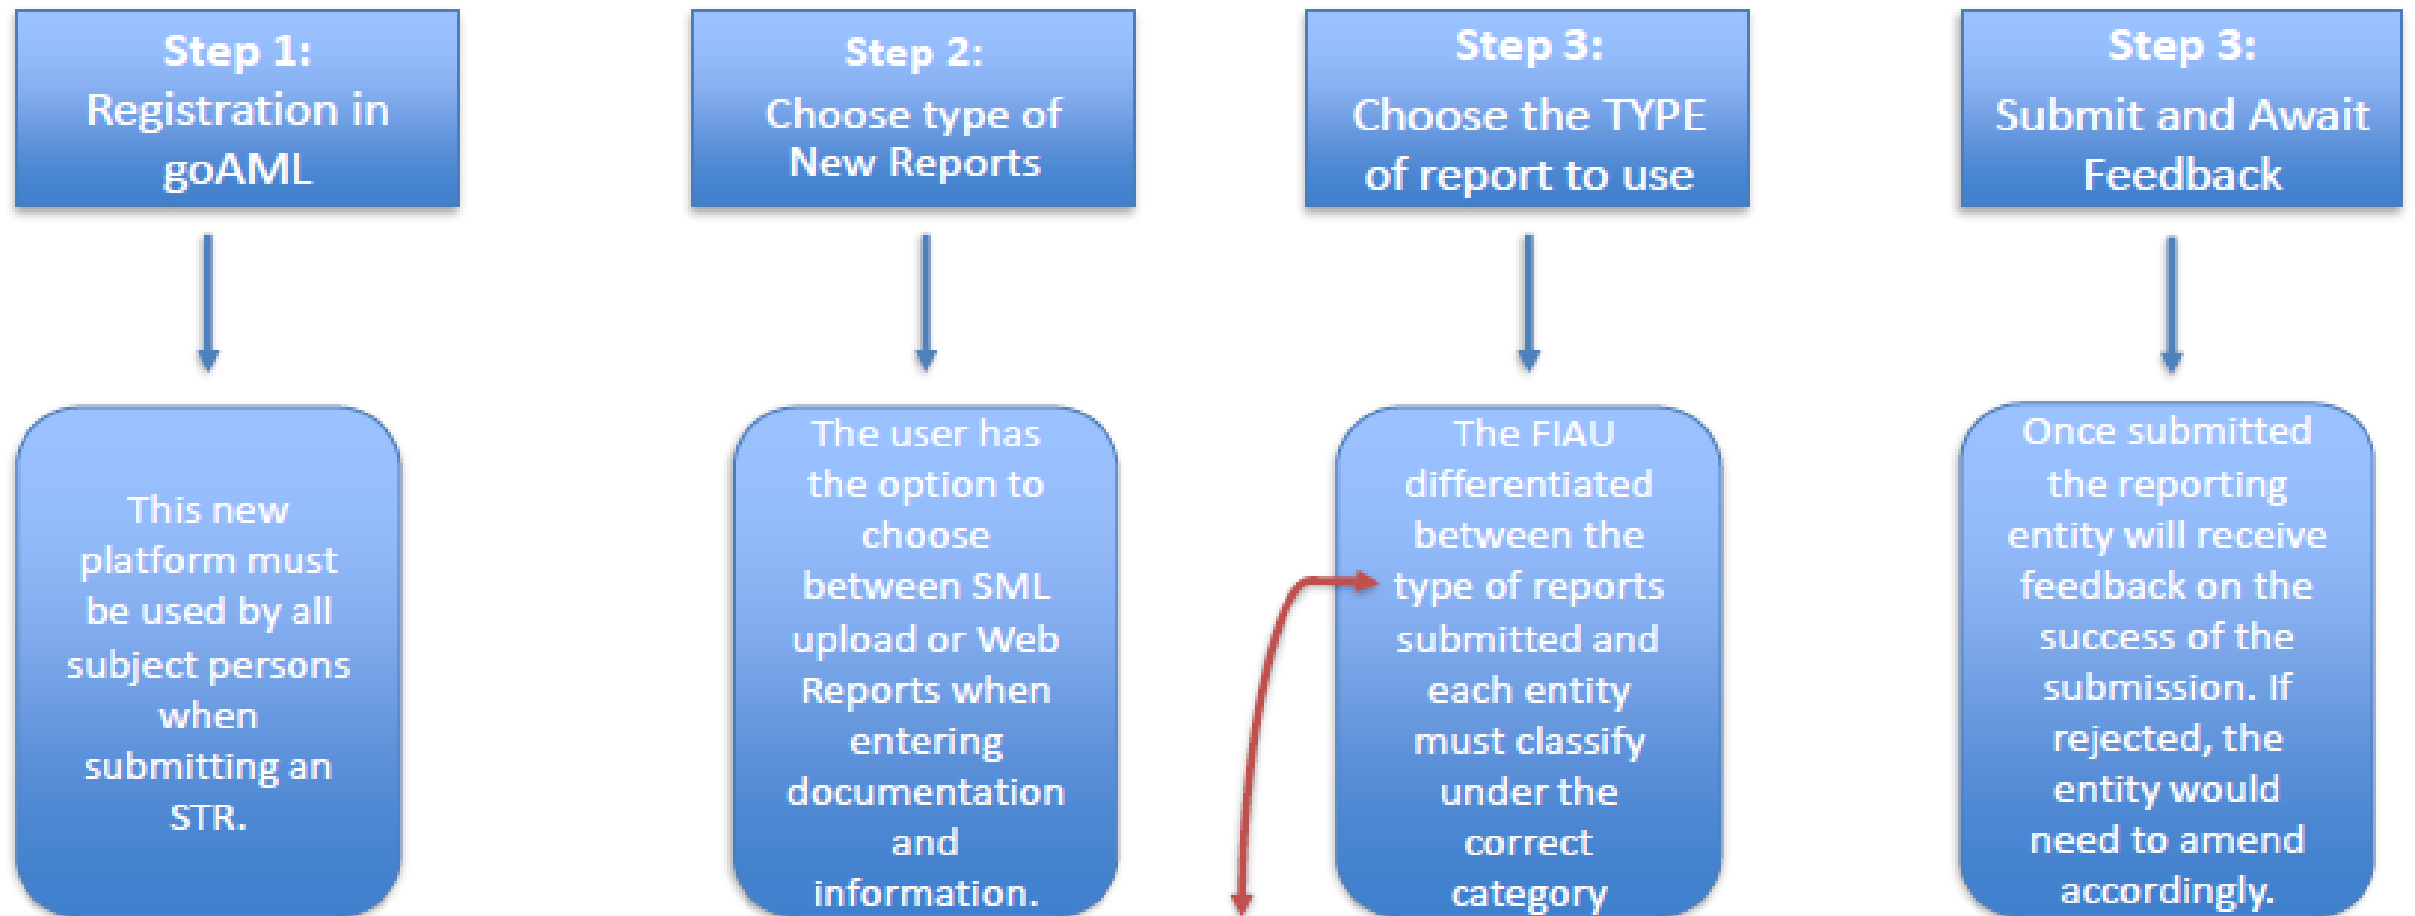 Step 1:
Registration in
goAML
Step 2:
Choose type of
New Reports
Step 3:
Choose the TYPE
of report to use
Step 3:
Submit and Await
Feedback
This new
platform must
be used by all
subject persons
when
submitting an
STR.
The user has
the option to
choose
between SML
upload or Web
Reports when
entering
documentation
and
information.
The FIAU
differentiated
between the
type of reports
submitted and
each entity
must classify
under the
correct
category
Once submitted
the reporting
entity will receive
feedback on the
success of the
submission. If
rejected, the
entity would
need to amend
accordingly.